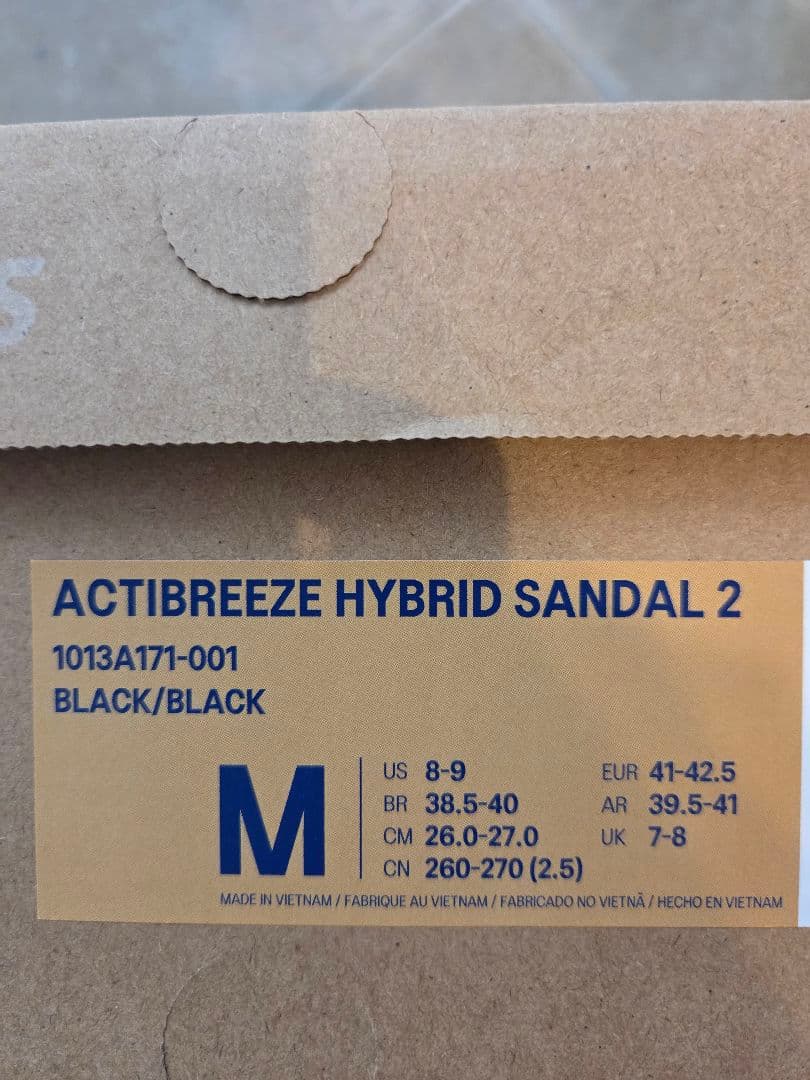 s
ACTIBREEZE HYBRID SANDAL 2
1013A171-001
BLACK/BLACK
M
US 8-9 EUR 41-42.5
BR 38.5-40 AR 39.5-41
CM 26.0-27.0 UK 7-8
CN 260-270 (2.5)
MADE IN VIETNAM / FABRIQUE AU VIETNAM / FABRICADO NO VIETNÃ / HECHO EN VIETNAM